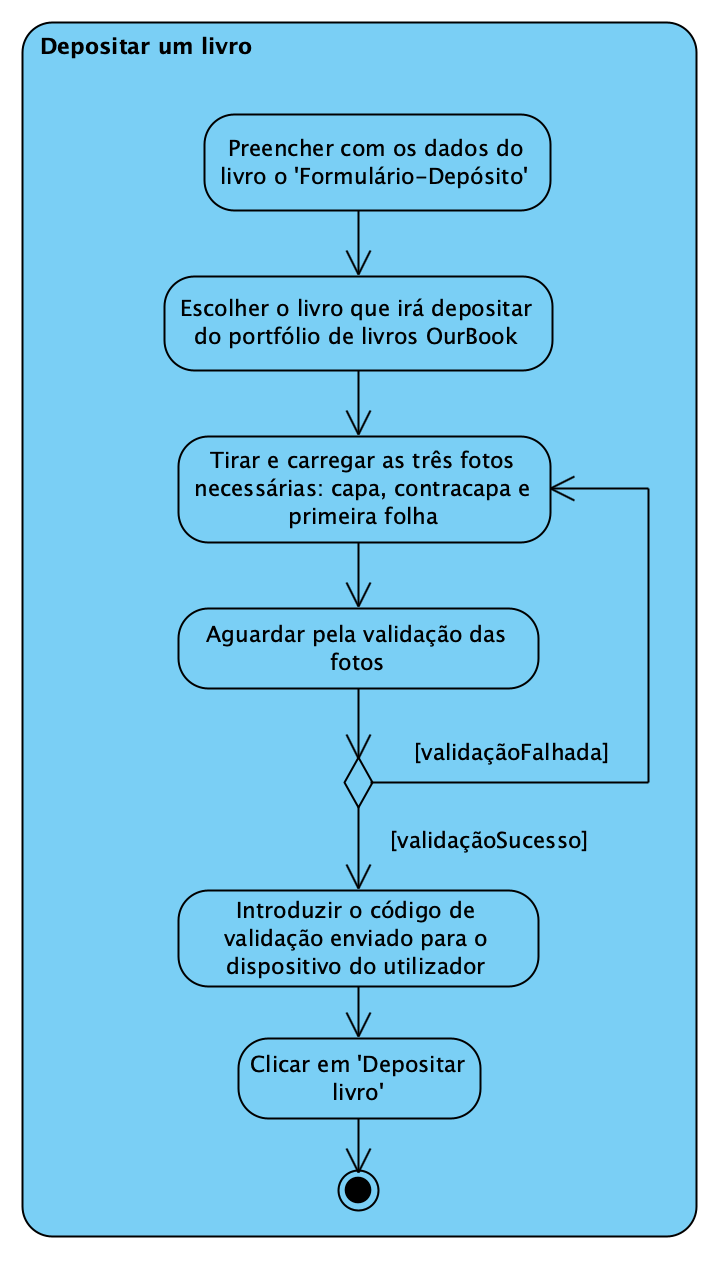 Depositar um livro
Preencher com os dados do
livro o 'Formulário-Depósito'
Escolher o livro que irá depositar
do portfólio de livros OurBook
Tirar e carregar as três fotos
necessárias: capa, contracapa e
primeira folha
Aguardar pela validação das
fotos
[validaçãoFalhada]
[validaçãoSucesso]
Introduzir o código de
validação enviado para o
dispositivo do utilizador
Clicar em 'Depositar
livro'